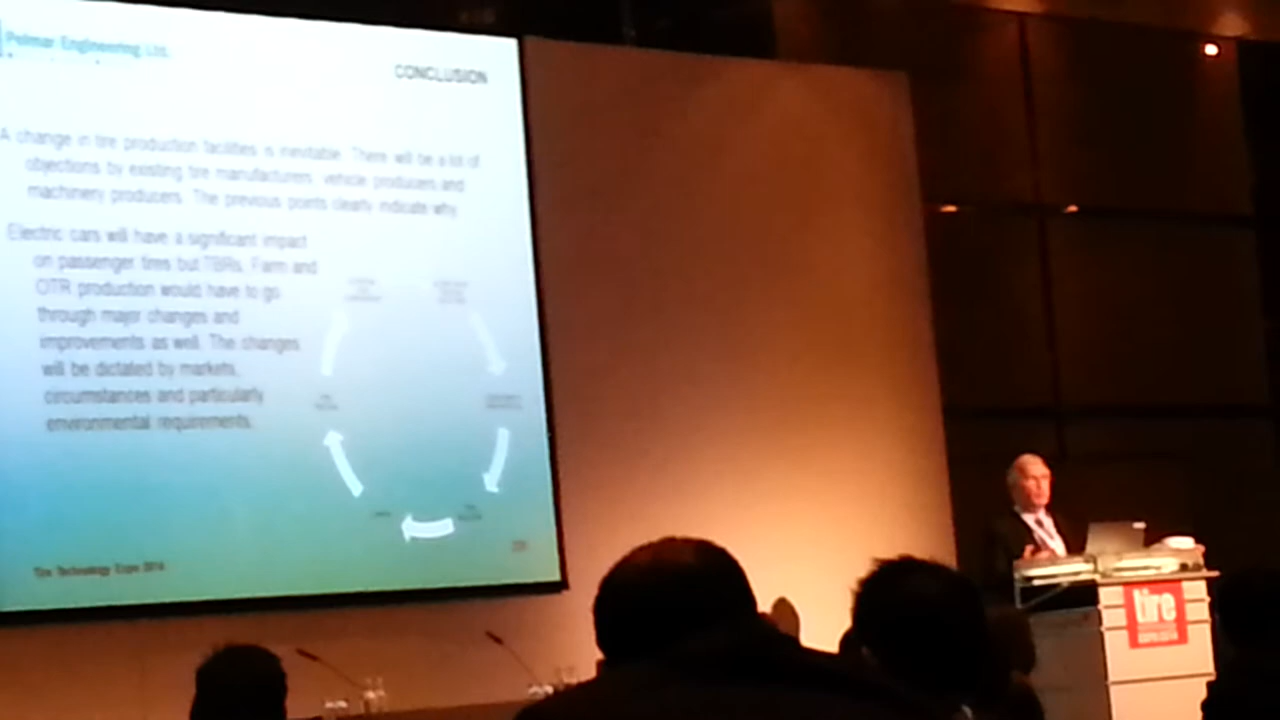 Polmar Engineering Ltd.
CONCLUSION
A change in tire production facilities is inevitable. There will be a lot of
objections by existing tire manufacturers, vehicle producers and
machinery producers. The previous points clearly indicate why.
Electric cars will have a significant impact
on passenger tires but TBRs, Farm and
OTR production would have to go
through major changes and
improvements as well. The changes
will be dictated by markets,
circumstances and particularly
environmental requirements.
Tire Technology Expo 2014
tire